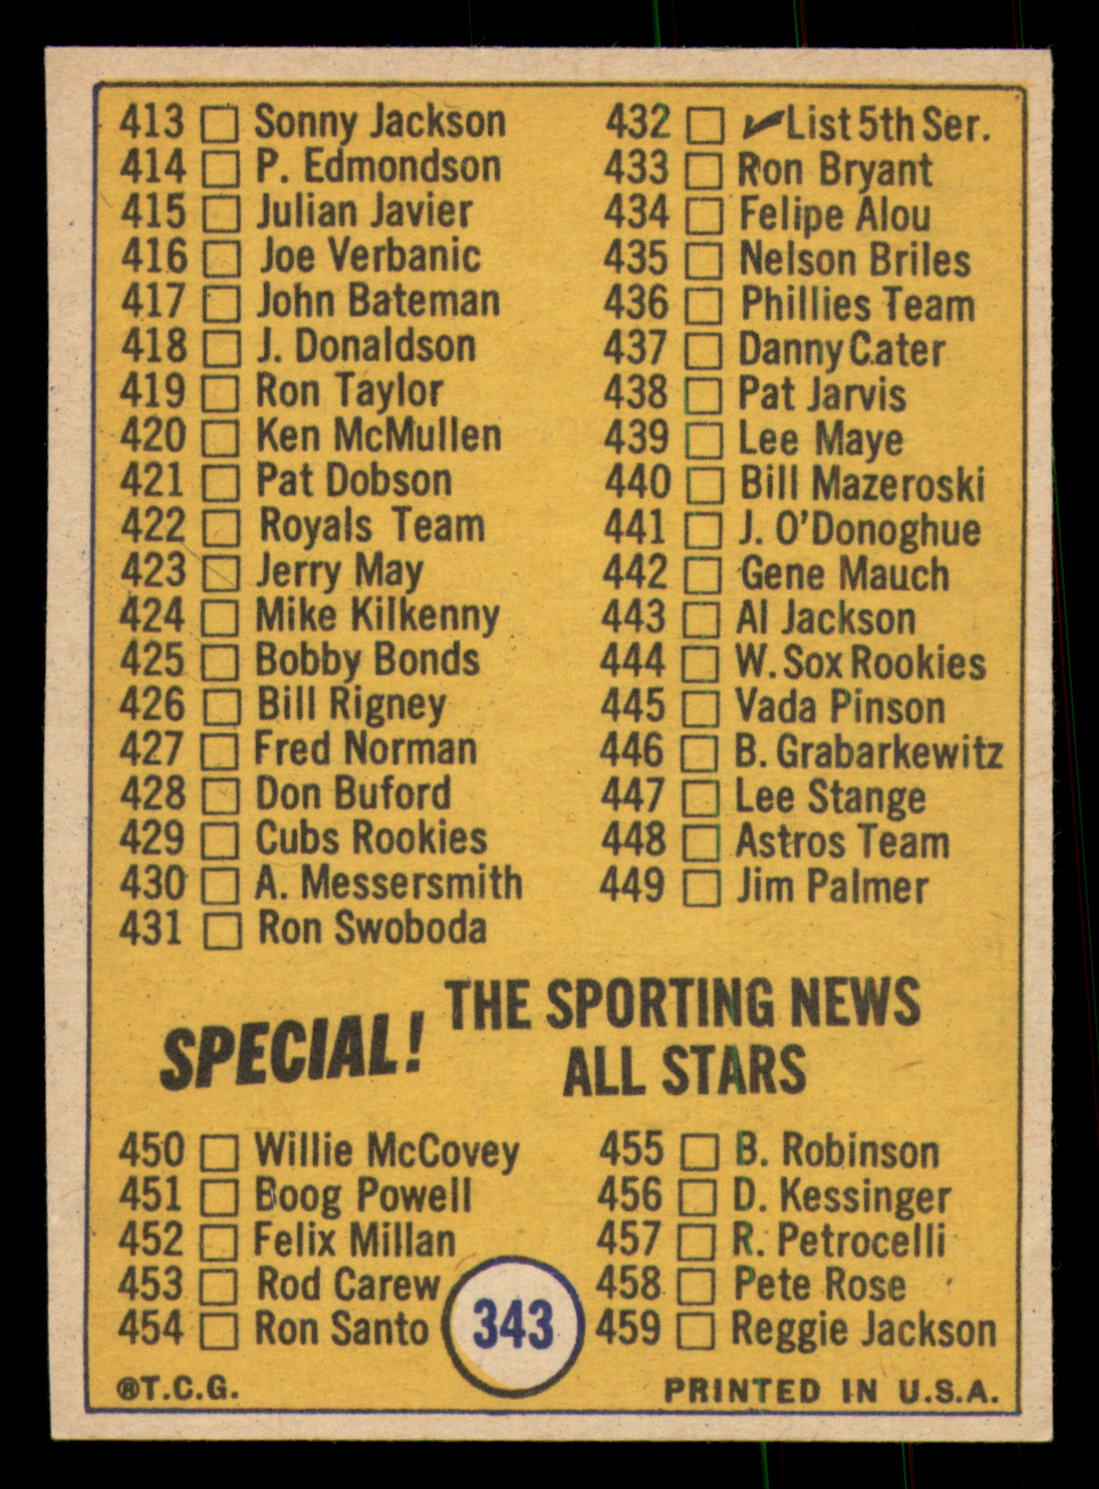 413 ☐ Sonny Jackson
414 ☐ P. Edmondson
415 ☐ Julian Javier
416 ☐ Joe Verbanic
417 ☐ John Bateman
418 ☐ J. Donaldson
419 ☐ Ron Taylor
420 ☐ Ken McMullen
421 ☐ Pat Dobson
422 ☐ Royals Team
423 ☐ Jerry May
424 ☐ Mike Kilkenny
425 ☐ Bobby Bonds
426 ☐ Bill Rigney
427 ☐ Fred Norman
428 ☐ Don Buford
429 ☐ Cubs Rookies
430 ☐ A. Messersmith
431 ☐ Ron Swoboda
432 ☐ ✓List 5th Ser.
433 ☐ Ron Bryant
434 ☐ Felipe Alou
435 ☐ Nelson Briles
436 ☐ Phillies Team
437 ☐ Danny Cater
438 ☐ Pat Jarvis
439 ☐ Lee Maye
440 ☐ Bill Mazeroski
441 ☐ J. O'Donoghue
442 ☐ Gene Mauch
443 ☐ Al Jackson
444 ☐ W. Sox Rookies
445 ☐ Vada Pinson
446 ☐ B. Grabarkewitz
447 ☐ Lee Stange
448 ☐ Astros Team
449 ☐ Jim Palmer
SPECIAL! THE SPORTING NEWS
ALL STARS
450 ☐ Willie McCovey
451 ☐ Boog Powell
452 ☐ Felix Millan
453 ☐ Rod Carew
454 ☐ Ron Santo
455 ☐ B. Robinson
456 ☐ D. Kessinger
457 ☐ R. Petrocelli
458 ☐ Pete Rose
459 ☐ Reggie Jackson
343
®T.C.G.
PRINTED IN U.S.A.